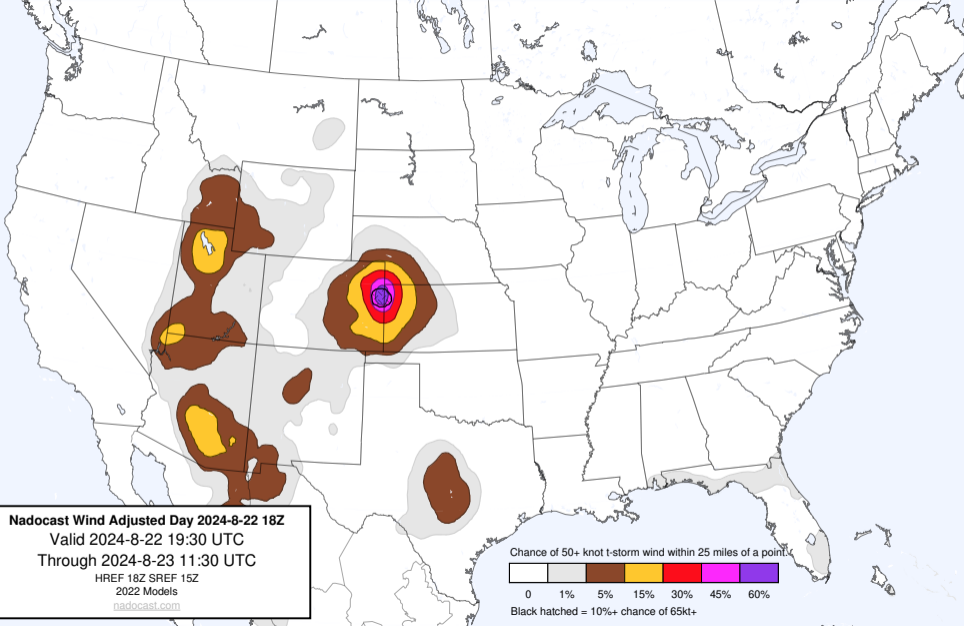 Nadocast Wind Adjusted Day 2024-8-22 18Z
Valid 2024-8-22 19:30 UTC
Through 2024-8-23 11:30 UTC
HREF 18Z SREF 15Z
2022 Models
nadocast.com
Chance of 50+ knot t-storm wind within 25 miles of a point.
0 1% 5% 15% 30% 45% 60%
Black hatched = 10%+ chance of 65kt+